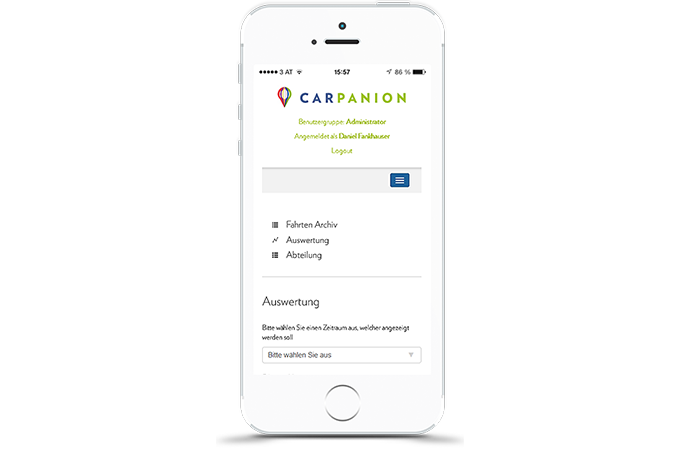 3 AT 15:57 86 %
CARPANION
Benutzergruppe: Administrator
Angemeldet als Daniel Fankhauser
Logout
Fahrten Archiv
Auswertung
Abteilung
Auswertung
Bitte wählen Sie einen Zeitraum aus, welcher angezeigt
werden soll
Bitte wählen Sie aus